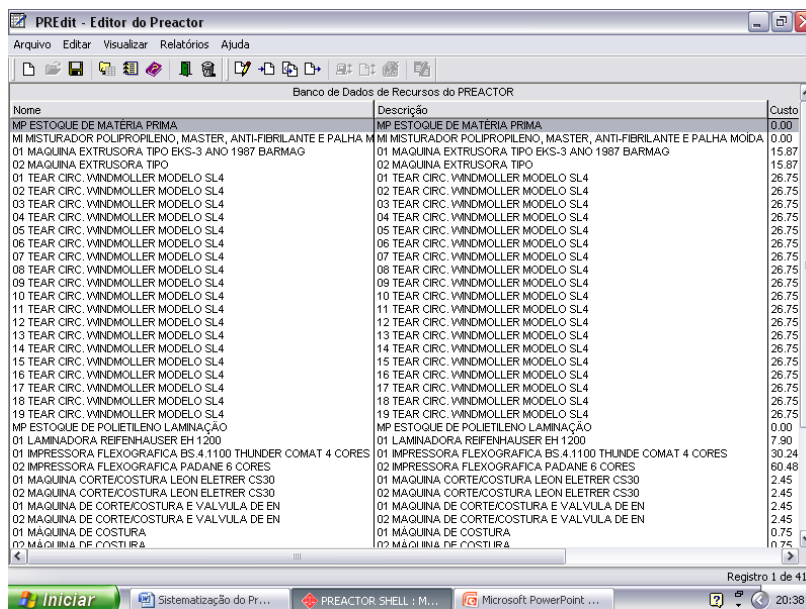 PREdit - Editor do Preactor
Arquivo Editar Visualizar Relatórios Ajuda
Banco de Dados de Recursos do PREACTOR
Nome Descrição Custo
MP ESTOQUE DE MATÉRIA PRIMA MP ESTOQUE DE MATÉRIA PRIMA 0.00
MI MISTURADOR POLIPROPILENO, MASTER, ANTI-FIBRILANTE E PALHA M MI MISTURADOR POLIPROPILENO, MASTER, ANTI-FIBRILANTE E PALHA MOÍDA 0.00
01 MAQUINA EXTRUSORA TIPO EKS-3 ANO 1987 BARMAG 01 MAQUINA EXTRUSORA TIPO EKS-3 ANO 1987 BARMAG 15.87
02 MAQUINA EXTRUSORA TIPO 02 MAQUINA EXTRUSORA TIPO 15.87
01 TEAR CIRC. WINDMOLLER MODELO SL4 01 TEAR CIRC. WINDMOLLER MODELO SL4 26.75
02 TEAR CIRC. WINDMOLLER MODELO SL4 02 TEAR CIRC. WINDMOLLER MODELO SL4 26.75
03 TEAR CIRC. WINDMOLLER MODELO SL4 03 TEAR CIRC. WINDMOLLER MODELO SL4 26.75
04 TEAR CIRC. WINDMOLLER MODELO SL4 04 TEAR CIRC. WINDMOLLER MODELO SL4 26.75
05 TEAR CIRC. WINDMOLLER MODELO SL4 05 TEAR CIRC. WINDMOLLER MODELO SL4 26.75
06 TEAR CIRC. WINDMOLLER MODELO SL4 06 TEAR CIRC. WINDMOLLER MODELO SL4 26.75
07 TEAR CIRC. WINDMOLLER MODELO SL4 07 TEAR CIRC. WINDMOLLER MODELO SL4 26.75
08 TEAR CIRC. WINDMOLLER MODELO SL4 08 TEAR CIRC. WINDMOLLER MODELO SL4 26.75
09 TEAR CIRC. WINDMOLLER MODELO SL4 09 TEAR CIRC. WINDMOLLER MODELO SL4 26.75
10 TEAR CIRC. WINDMOLLER MODELO SL4 10 TEAR CIRC. WINDMOLLER MODELO SL4 26.75
11 TEAR CIRC. WINDMOLLER MODELO SL4 11 TEAR CIRC. WINDMOLLER MODELO SL4 26.75
12 TEAR CIRC. WINDMOLLER MODELO SL4 12 TEAR CIRC. WINDMOLLER MODELO SL4 26.75
13 TEAR CIRC. WINDMOLLER MODELO SL4 13 TEAR CIRC. WINDMOLLER MODELO SL4 26.75
14 TEAR CIRC. WINDMOLLER MODELO SL4 14 TEAR CIRC. WINDMOLLER MODELO SL4 26.75
15 TEAR CIRC. WINDMOLLER MODELO SL4 15 TEAR CIRC. WINDMOLLER MODELO SL4 26.75
16 TEAR CIRC. WINDMOLLER MODELO SL4 16 TEAR CIRC. WINDMOLLER MODELO SL4 26.75
17 TEAR CIRC. WINDMOLLER MODELO SL4 17 TEAR CIRC. WINDMOLLER MODELO SL4 26.75
18 TEAR CIRC. WINDMOLLER MODELO SL4 18 TEAR CIRC. WINDMOLLER MODELO SL4 26.75
19 TEAR CIRC. WINDMOLLER MODELO SL4 19 TEAR CIRC. WINDMOLLER MODELO SL4 26.75
MP ESTOQUE DE POLIETILENO LAMINAÇÃO MP ESTOQUE DE POLIETILENO LAMINAÇÃO 0.00
01 LAMINADORA REIFENHAUSER EH 1200 01 LAMINADORA REIFENHAUSER EH 1200 7.90
01 IMPRESSORA FLEXOGRAFICA BS.4.1100 THUNDER COMAT 4 CORES 01 IMPRESSORA FLEXOGRAFICA BS.4.1100 THUNDE COMAT 4 CORES 30.24
02 IMPRESSORA FLEXOGRAFICA PADANE 6 CORES 02 IMPRESSORA FLEXOGRAFICA PADANE 6 CORES 60.48
01 MAQUINA CORTE/COSTURA LEON ELETRER CS30 01 MAQUINA CORTE/COSTURA LEON ELETRER CS30 2.45
02 MAQUINA CORTE/COSTURA LEON ELETRER CS30 02 MAQUINA CORTE/COSTURA LEON ELETRER CS30 2.45
01 MAQUINA DE CORTE/COSTURA E VALVULA DE EN 01 MAQUINA DE CORTE/COSTURA E VALVULA DE EN 2.45
02 MAQUINA DE CORTE/COSTURA E VALVULA DE EN 02 MAQUINA DE CORTE/COSTURA E VALVULA DE EN 2.45
01 MÁQUINA DE COSTURA 01 MÁQUINA DE COSTURA 0.75
02 MÁQUINA DE COSTURA 02 MÁQUINA DE COSTURA 0.75
Registro 1 de 41
Iniciar Sistematização do Pr... PREACTOR SHELL : M... Microsoft PowerPoint ... 20:38